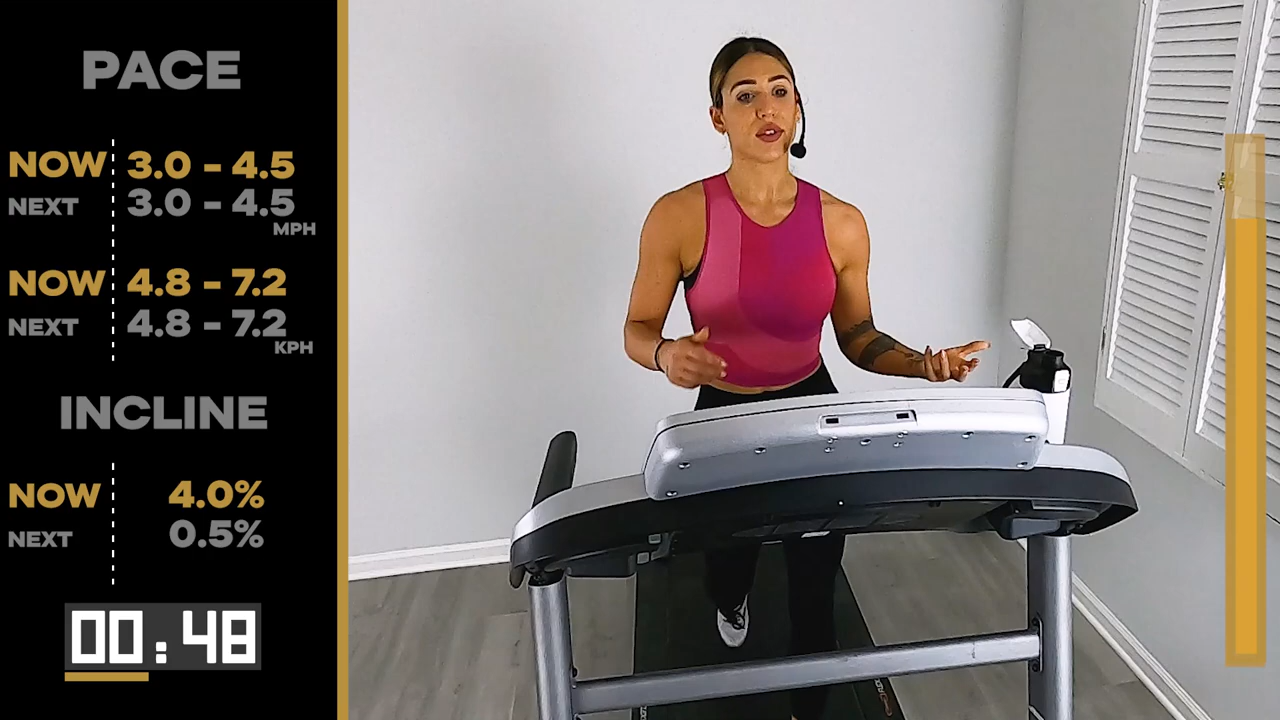 PACE
NOW 3.0 - 4.5
NEXT 3.0 - 4.5
MPH
NOW 4.8 - 7.2
NEXT 4.8 - 7.2
KPH
INCLINE
NOW 4.0%
NEXT 0.5%
00:48